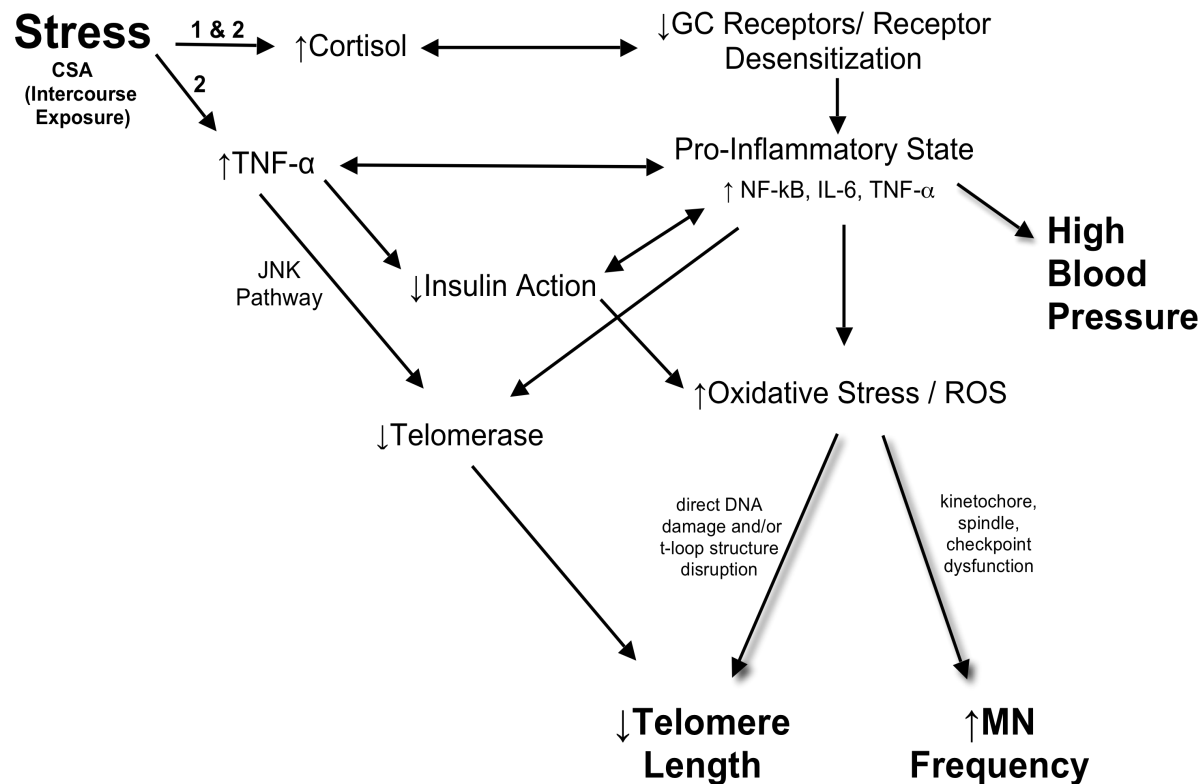 Stress
CSA
(Intercourse
Exposure)
1 & 2
2
↑Cortisol
↓GC Receptors/ Receptor
Desensitization
↑TNF-α
Pro-Inflammatory State
↑ NF-kB, IL-6, TNF-α
High
Blood
Pressure
JNK
Pathway
↓Insulin Action
↑Oxidative Stress / ROS
↓Telomerase
direct DNA
damage and/or
t-loop structure
disruption
kinetochore,
spindle,
checkpoint
dysfunction
↓Telomere
Length
↑MN
Frequency